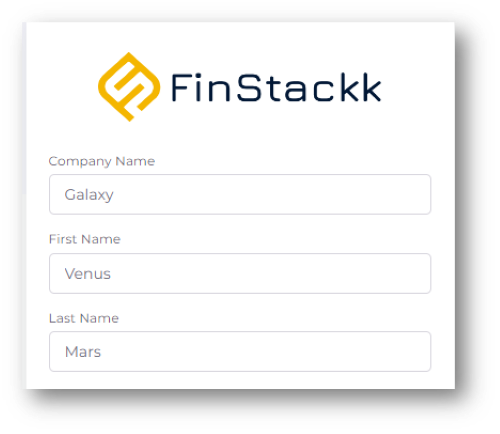 FinStackk
Company Name
Galaxy
First Name
Venus
Last Name
Mars